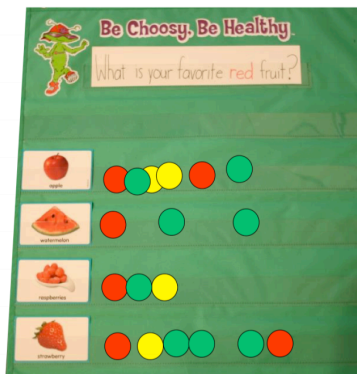 Be Choosy, Be Healthy
What is your favorite red fruit?
apple
watermelon
raspberries
strawberry